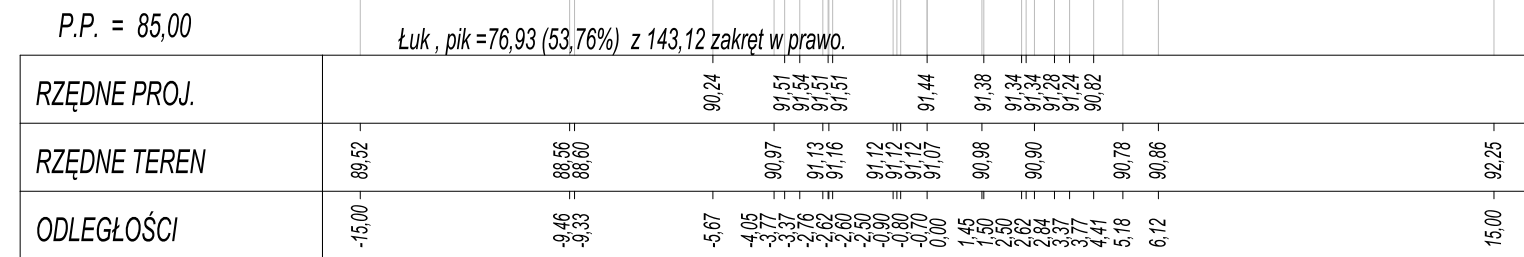 P.P. = 85,00
Łuk , pik =76,93 (53,76%) z 143,12 zakręt w prawo.
RZĘDNE PROJ. 90,24 91,51 91,54 91,51 91,51 91,44 91,38 91,34 91,34 91,28 91,24 90,82
RZĘDNE TEREN 89,52 88,56 88,60 90,97 91,13 91,16 91,12 91,12 91,12 91,07 90,98 90,90 90,78 90,86 92,25
ODLEGŁOŚCI -15,00 -9,46 -9,33 -5,67 -4,05 -3,77 -3,37 -2,76 -2,62 -2,60 -2,50 -0,90 -0,80 -0,70 0,00 1,45 1,50 2,50 2,62 2,84 3,37 3,77 4,41 5,18 6,12 15,00